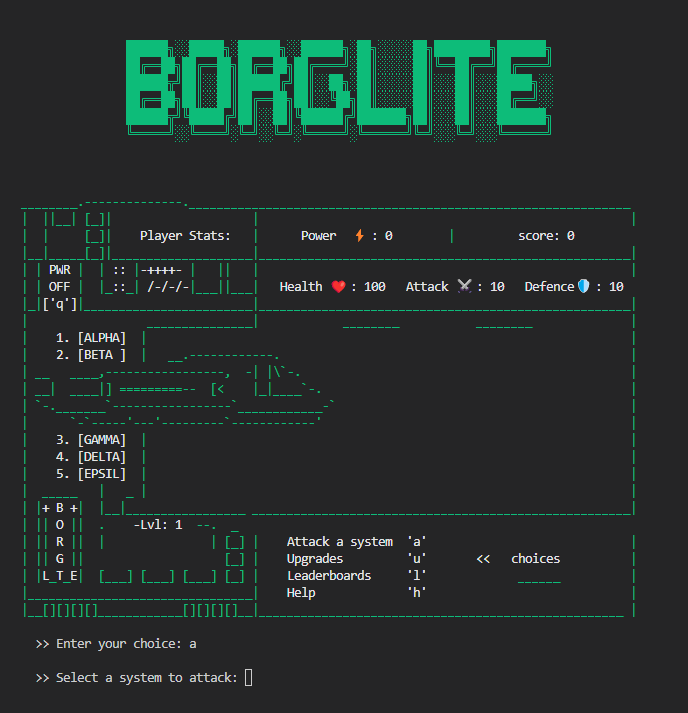 BORGLITE
Player Stats: Power ⚡ : 0 score: 0
PWR
OFF Health ❤️ : 100 Attack ⚔️ : 10 Defence🛡️ : 10
['q']
1. [ALPHA]
2. [BETA ]
3. [GAMMA]
4. [DELTA]
5. [EPSIL]
+ B +
O -Lvl: 1
R Attack a system 'a'
G Upgrades 'u' << choices
L_T_E Leaderboards 'l'
Help 'h'
>> Enter your choice: a
>> Select a system to attack: